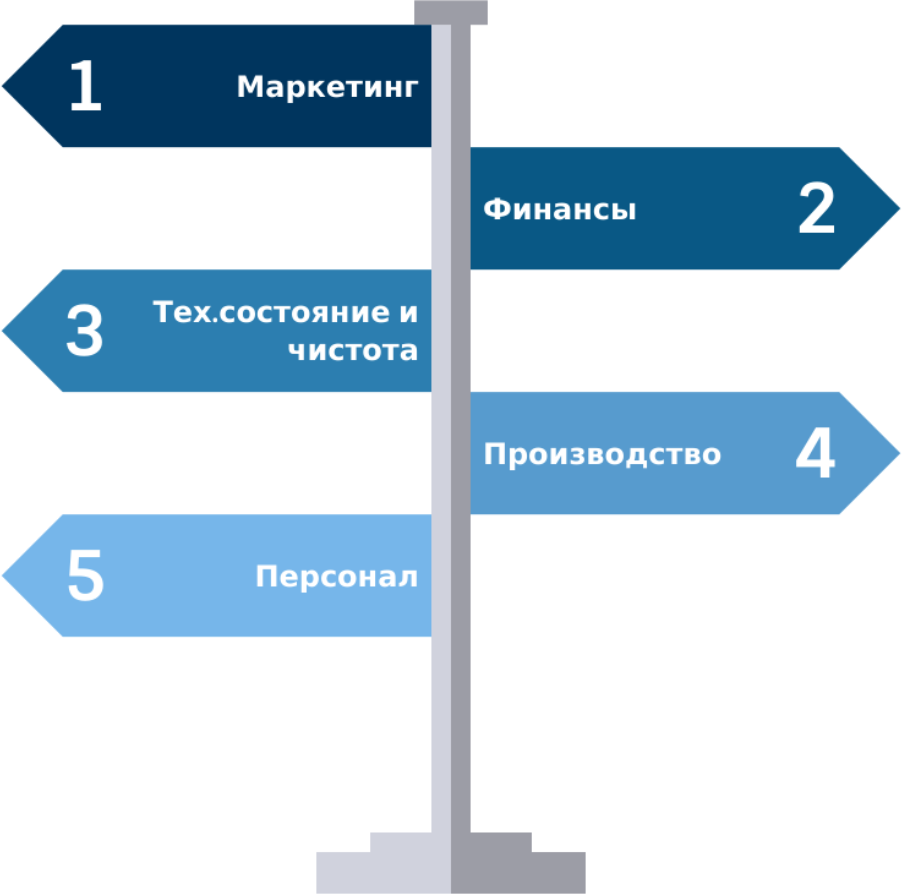 1
Маркетинг
Финансы
2
3
Тех.состояние и
чистота
Производство
4
5
Персонал